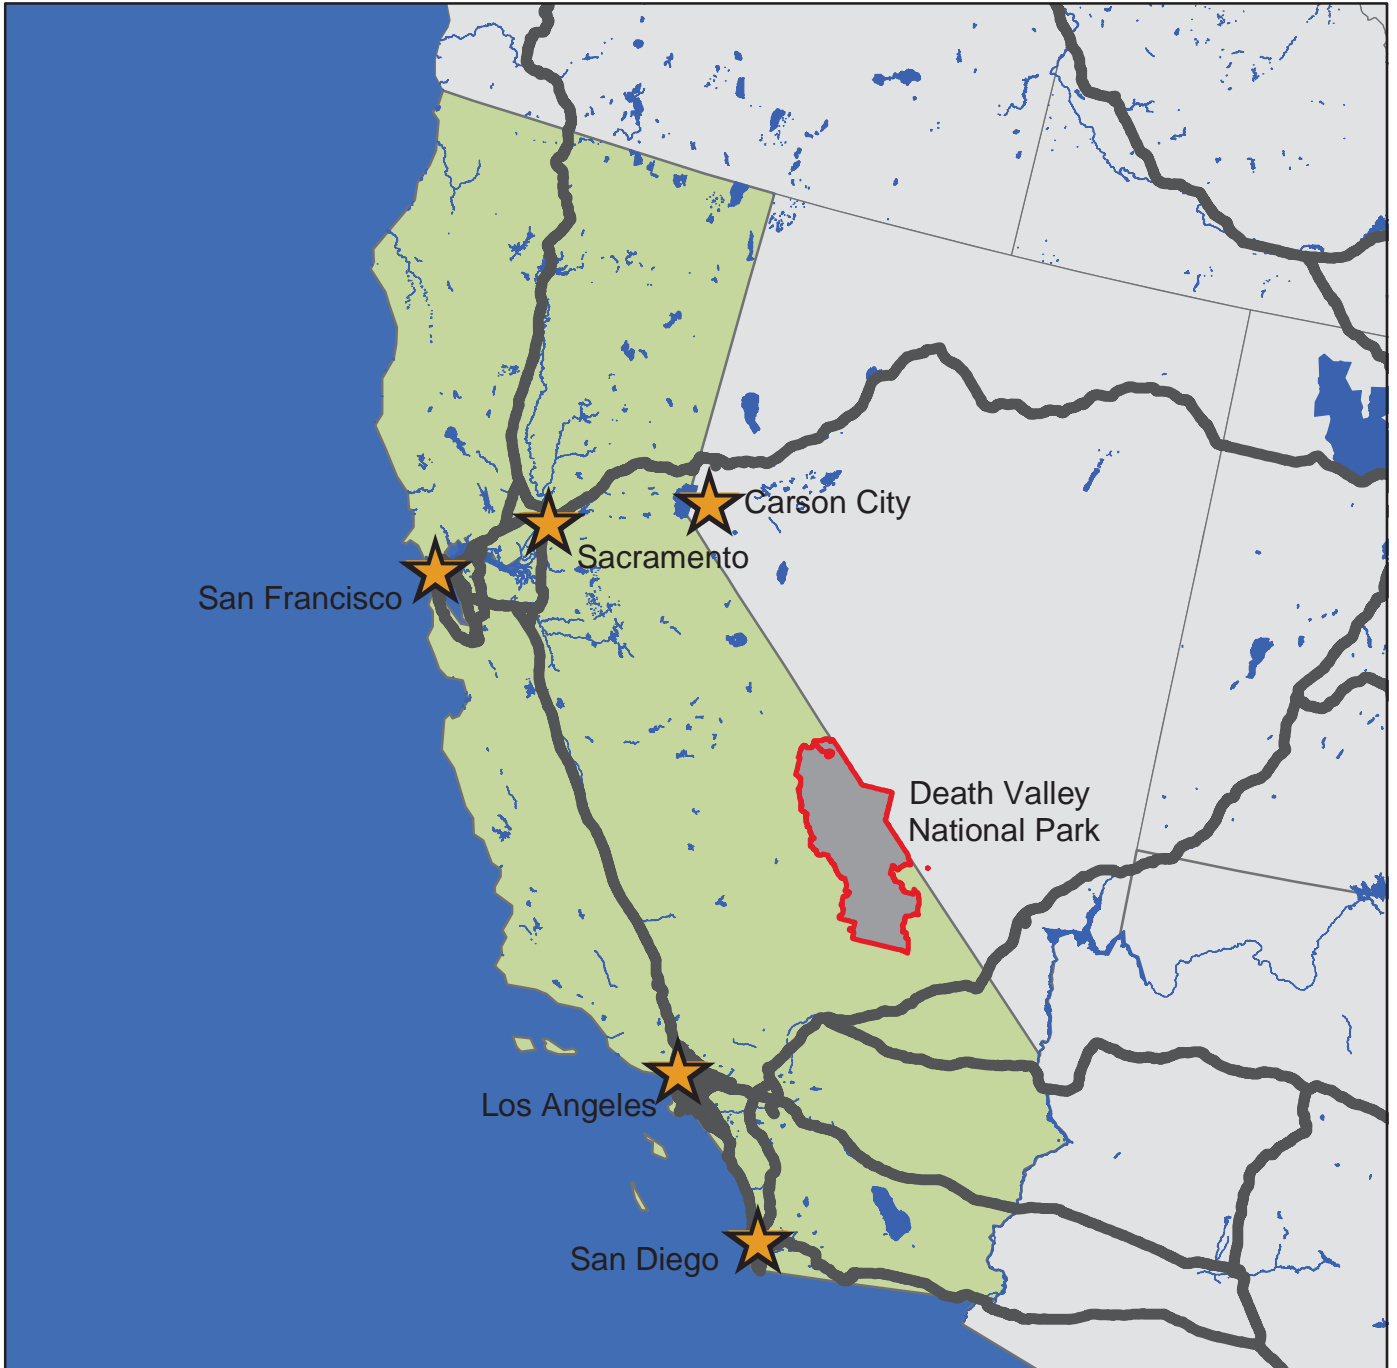 Carson City
Sacramento
San Francisco
Death Valley
National Park
Los Angeles
San Diego